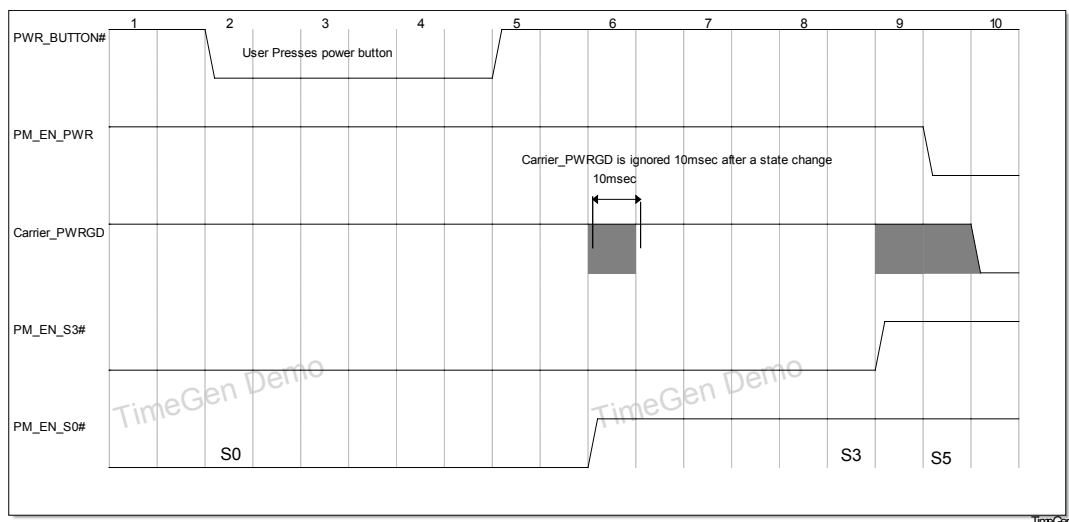 1 2 3 4 5 6 7 8 9 10
PWR_BUTTON#
User Presses power button
PM_EN_PWR
Carrier_PWRGD is ignored 10msec after a state change
10msec
Carrier_PWRGD
PM_EN_S3#
TimeGen Demo TimeGen Demo
PM_EN_S0#
S0 S3 S5